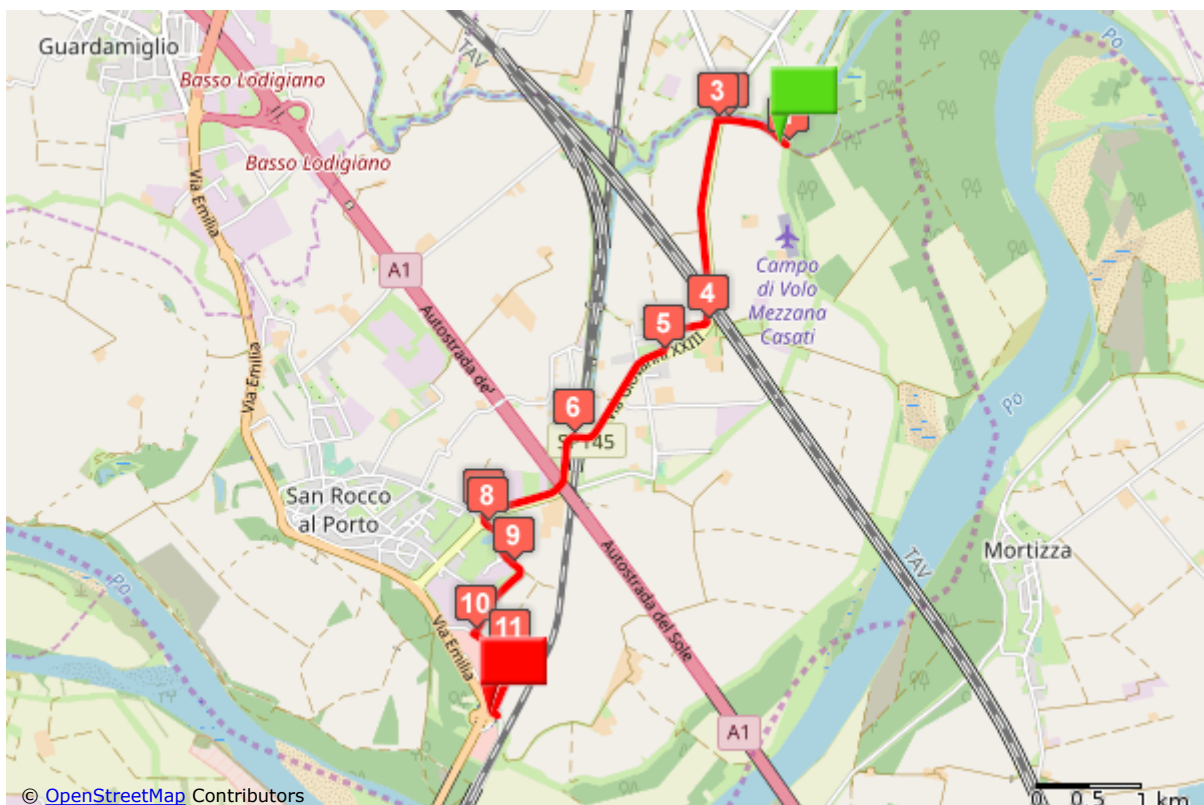 Guardamiglio
TAV
Po
Basso Lodigiano
3
Basso Lodigiano
Via Emilia
A1
Campo
di Volo
Mezzana
Casati
4
5
Autostrada de
Via Emilia
6
Po
San Rocco
al Porto
8
9
Mortizza
TAV
Autostrada del Sole
Po
10
11
Via Emilia
A1
© OpenStreetMap Contributors
0 0.5 1 km